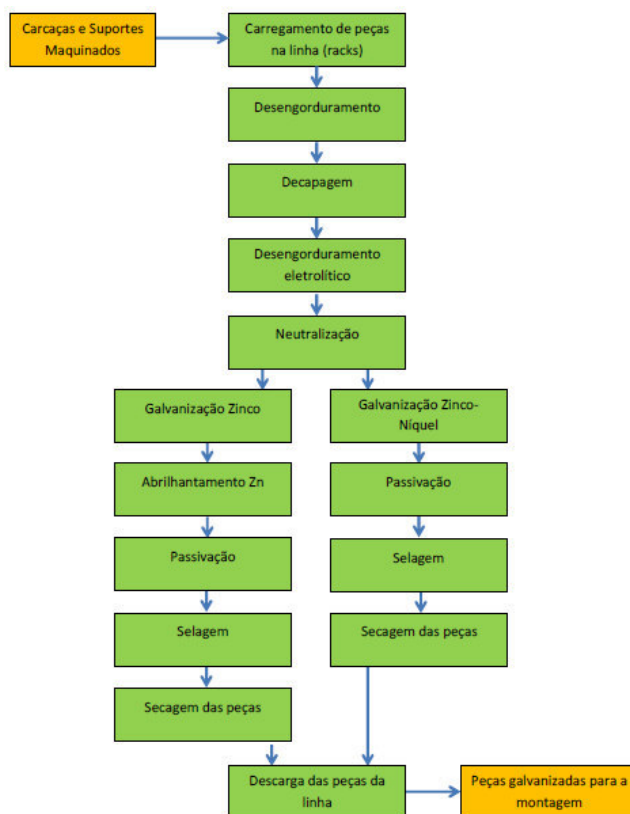 Carcaças e Suportes
Maquinados
Carregamento de peças
na linha (racks)
Desengorduramento
Decapagem
Desengorduramento
eletrolítico
Neutralização
Galvanização Zinco
Galvanização Zinco-
Níquel
Abrilhantamento Zn
Passivação
Passivação
Selagem
Selagem
Secagem das peças
Secagem das peças
Descarga das peças da
linha
Peças galvanizadas para a
montagem